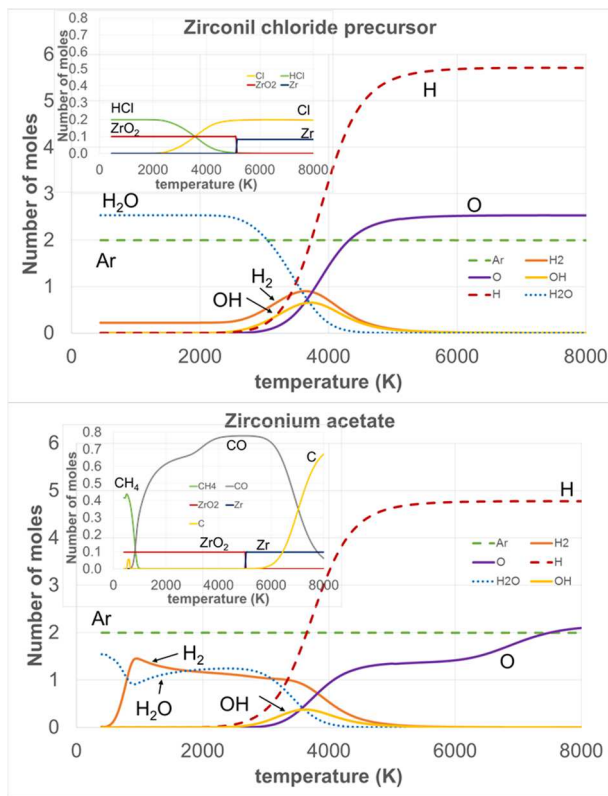 Zirconil chloride precursor
Number of moles
6
5
4
3
2
1
0
0 2000 4000 6000 8000
temperature (K)
H
O
H₂O
Ar
H₂
OH
Ar H2
O OH
H H2O
Number of moles
0.8
0.7
0.6
0.5
0.4
0.3
0.2
0.1
0.0
0 2000 4000 6000 8000
temperature (K)
Cl HCl
ZrO2 Zr
HCl
Cl
ZrO₂
Zr
Zirconium acetate
Number of moles
6
5
4
3
2
1
0
0 2000 4000 6000 8000
temperature (K)
H
Ar
O
H₂
H₂O
OH
Ar H2
O H
H2O OH
Number of moles
0.8
0.7
0.6
0.5
0.4
0.3
0.2
0.1
0.0
0 2000 4000 6000 8000
temperature (K)
CO
C
CH₄
CH4 CO
ZrO2 Zr
C
ZrO₂
Zr